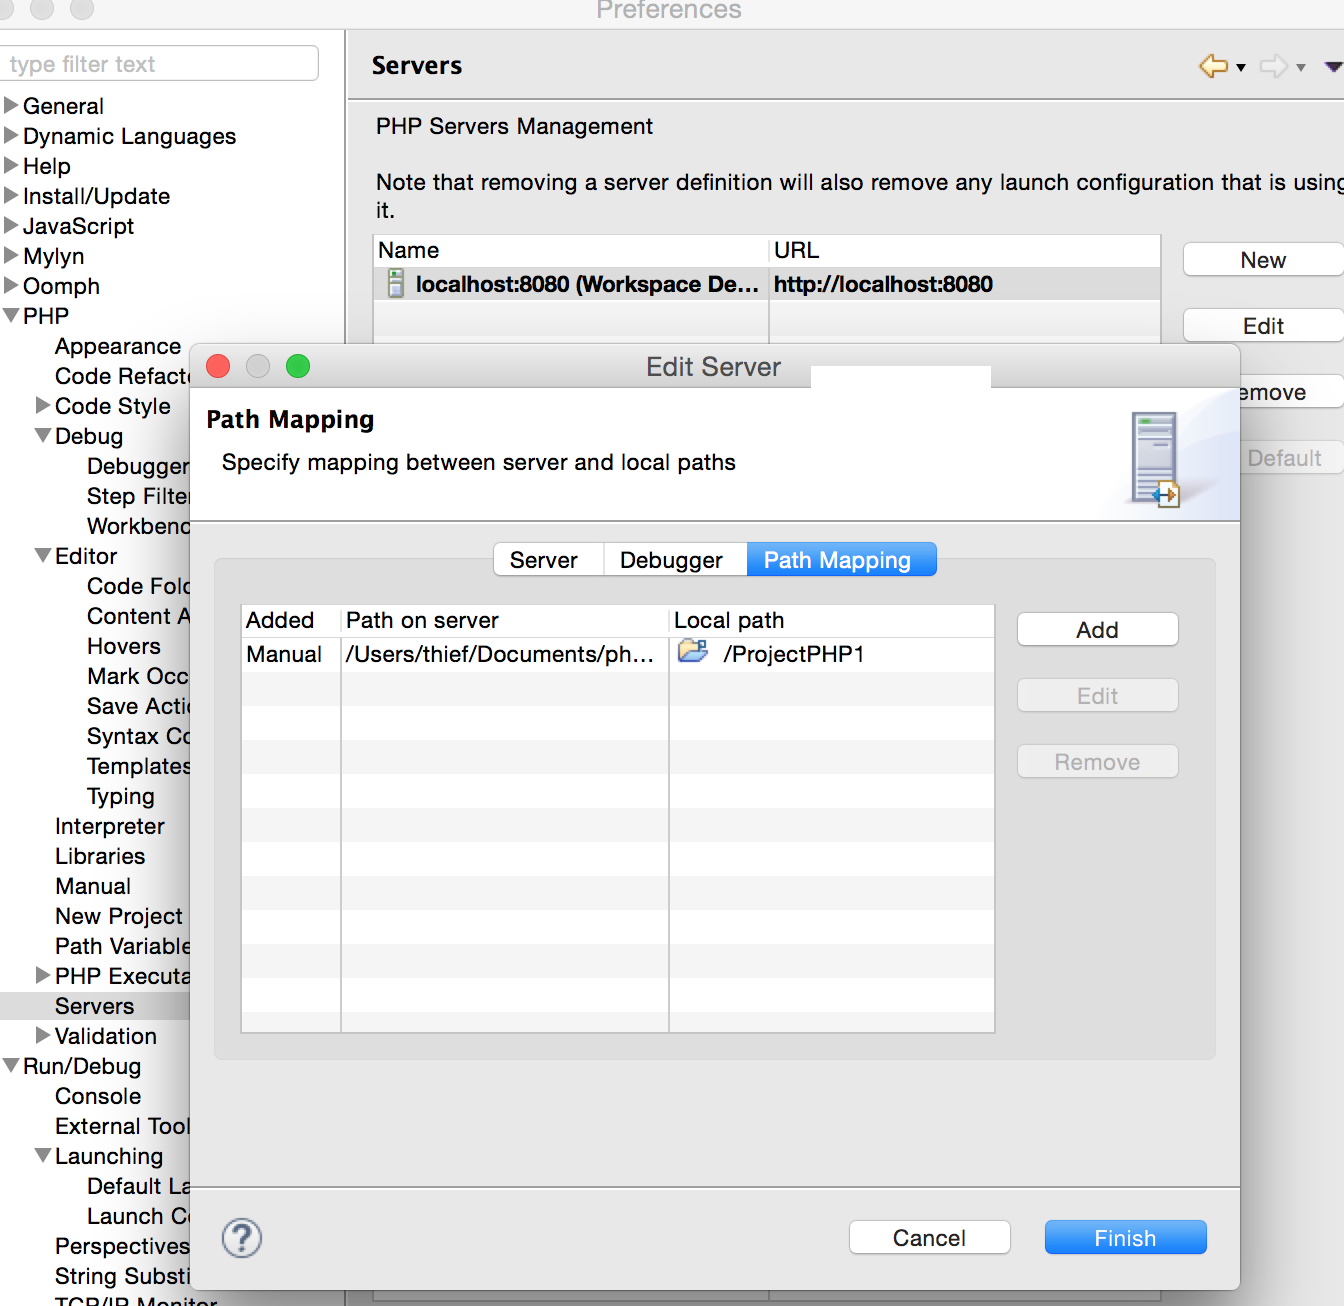 Preferences
type filter text
General
Dynamic Languages
Help
Install/Update
JavaScript
Mylyn
Oomph
PHP
Appearance
Code Refacto
Code Style
Debug
Debugger
Step Filte
Workbenc
Editor
Code Fold
Content A
Hovers
Mark Occ
Save Actio
Syntax Co
Templates
Typing
Interpreter
Libraries
Manual
New Project
Path Variable
PHP Executa
Servers
Validation
Run/Debug
Console
External Tool
Launching
Default La
Launch Co
Perspectives
String Substi
TCP/IP Monitor
Servers
PHP Servers Management
Note that removing a server definition will also remove any launch configuration that is using
it.
Name URL
localhost:8080 (Workspace De... http://localhost:8080
New
Edit
emove
Default
Edit Server
Path Mapping
Specify mapping between server and local paths
Server Debugger Path Mapping
Added Path on server Local path
Manual /Users/thief/Documents/ph... /ProjectPHP1
Add
Edit
Remove
?
Cancel Finish